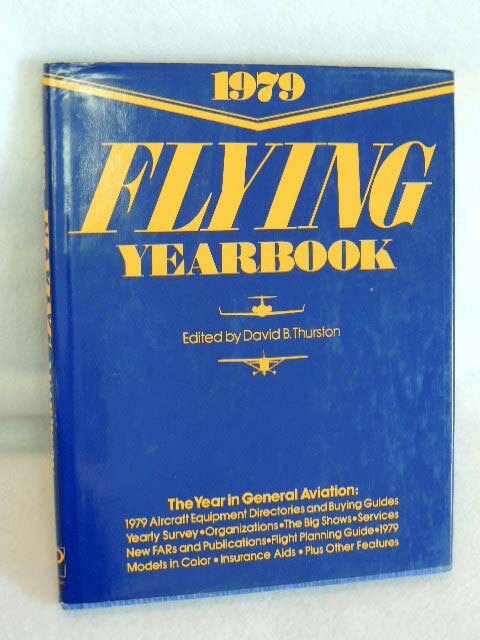 1979
FLYING
YEARBOOK
Edited by David B. Thurston
The Year in General Aviation:
1979 Aircraft Equipment Directories and Buying Guides
Yearly Survey•Organizations•The Big Shows•Services
New FARs and Publications•Flight Planning Guide•1979
Models in Color • Insurance Aids • Plus Other Features